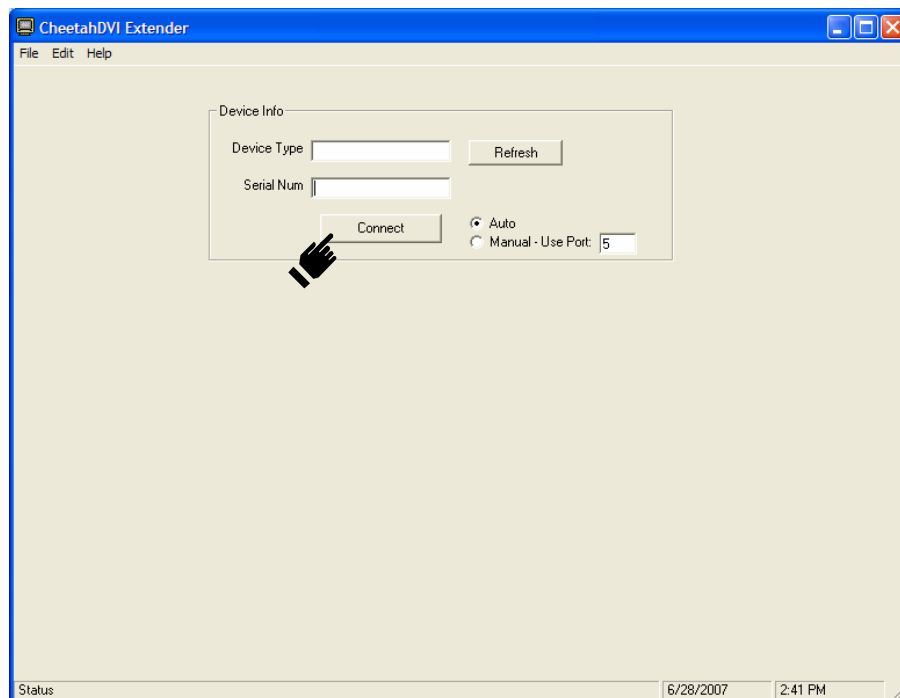 CheetahDVI Extender
File Edit Help
Device Info
Device Type
Refresh
Serial Num
Connect
Auto
Manual - Use Port: 5
Status 6/28/2007 2:41 PM